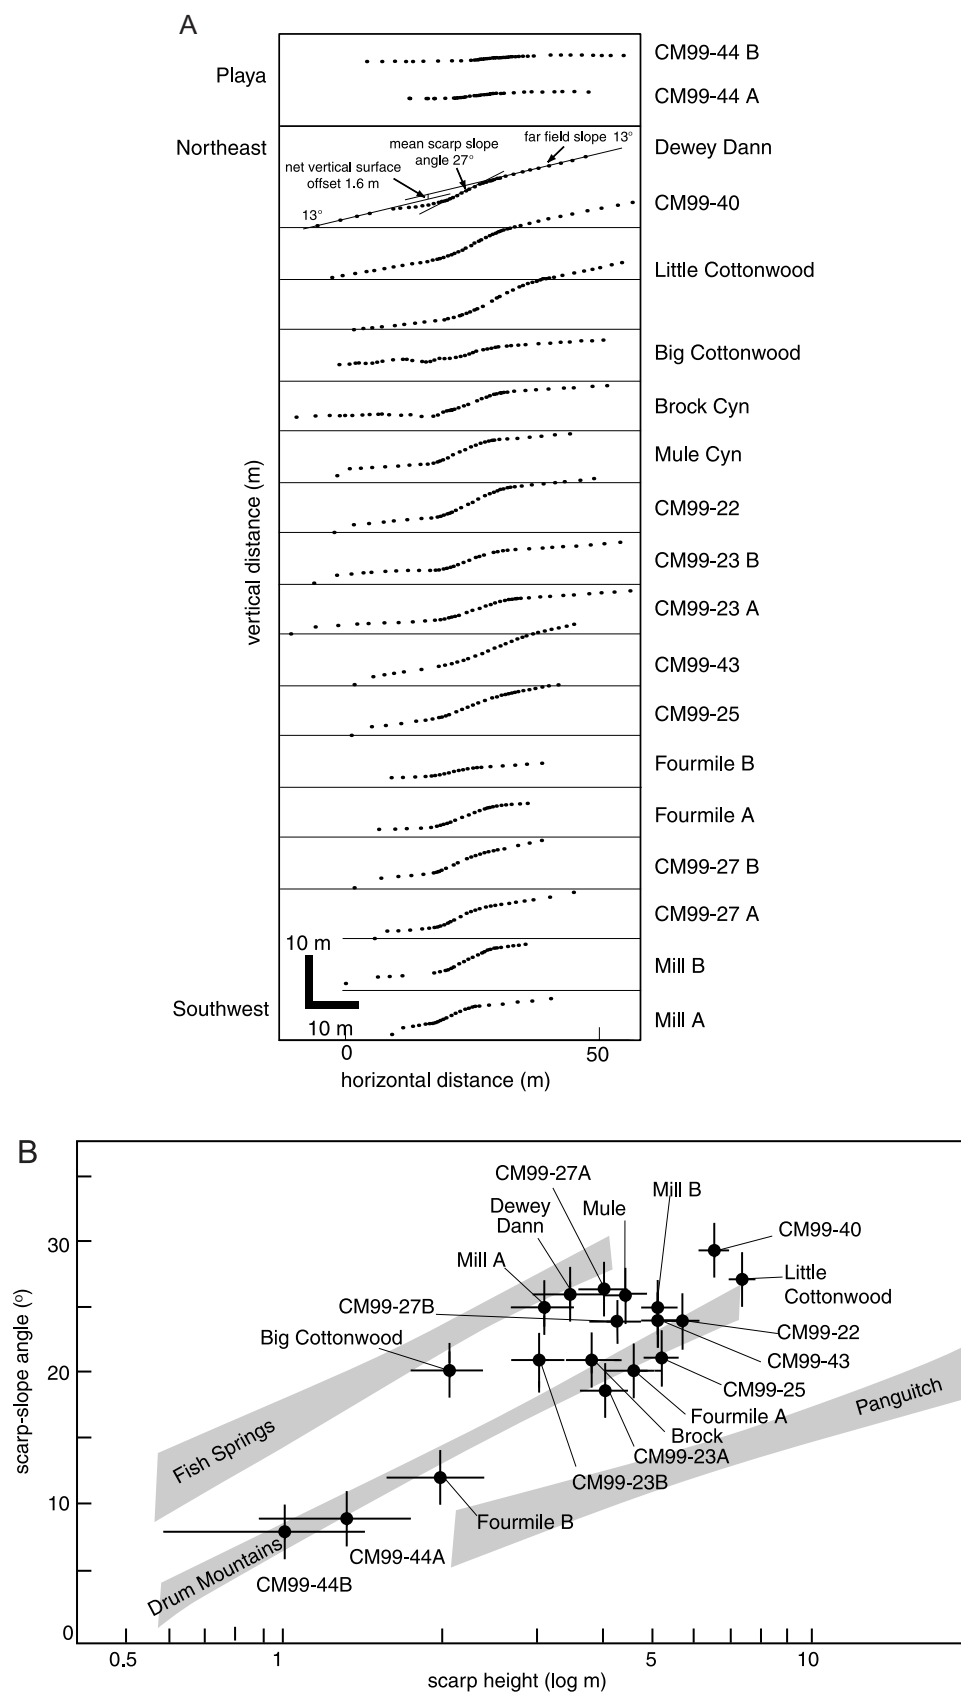 A
Playa
CM99-44 B
CM99-44 A
Northeast
mean scarp slope
angle 27°
far field slope 13°
Dewey Dann
net vertical surface
offset 1.6 m
13°
CM99-40
Little Cottonwood
Big Cottonwood
Brock Cyn
Mule Cyn
CM99-22
CM99-23 B
CM99-23 A
CM99-43
CM99-25
Fourmile B
Fourmile A
CM99-27 B
CM99-27 A
Mill B
Mill A
vertical distance (m)
10 m
10 m
Southwest
0
50
horizontal distance (m)
B
CM99-27A
Dewey
Dann
Mule
Mill B
CM99-40
Mill A
Little
Cottonwood
CM99-27B
CM99-22
Big Cottonwood
CM99-43
CM99-25
Panguitch
Fourmile A
Brock
CM99-23A
CM99-23B
Fish Springs
Fourmile B
CM99-44A
Drum Mountains
CM99-44B
scarp-slope angle (º)
30
20
10
0
0.5
1
5
10
scarp height (log m)